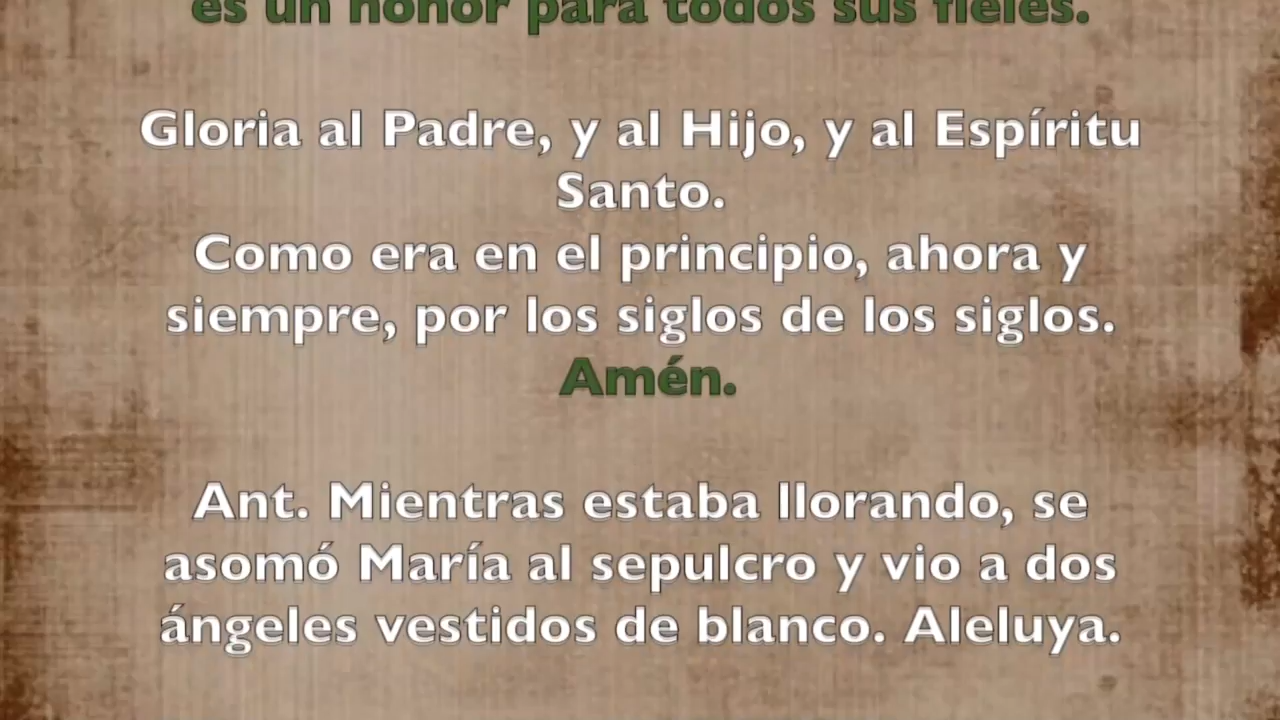 es un honor para todos sus fieles.
Gloria al Padre, y al Hijo, y al Espíritu
Santo.
Como era en el principio, ahora y
siempre, por los siglos de los siglos.
Amén.
Ant. Mientras estaba llorando, se
asomó María al sepulcro y vio a dos
ángeles vestidos de blanco. Aleluya.